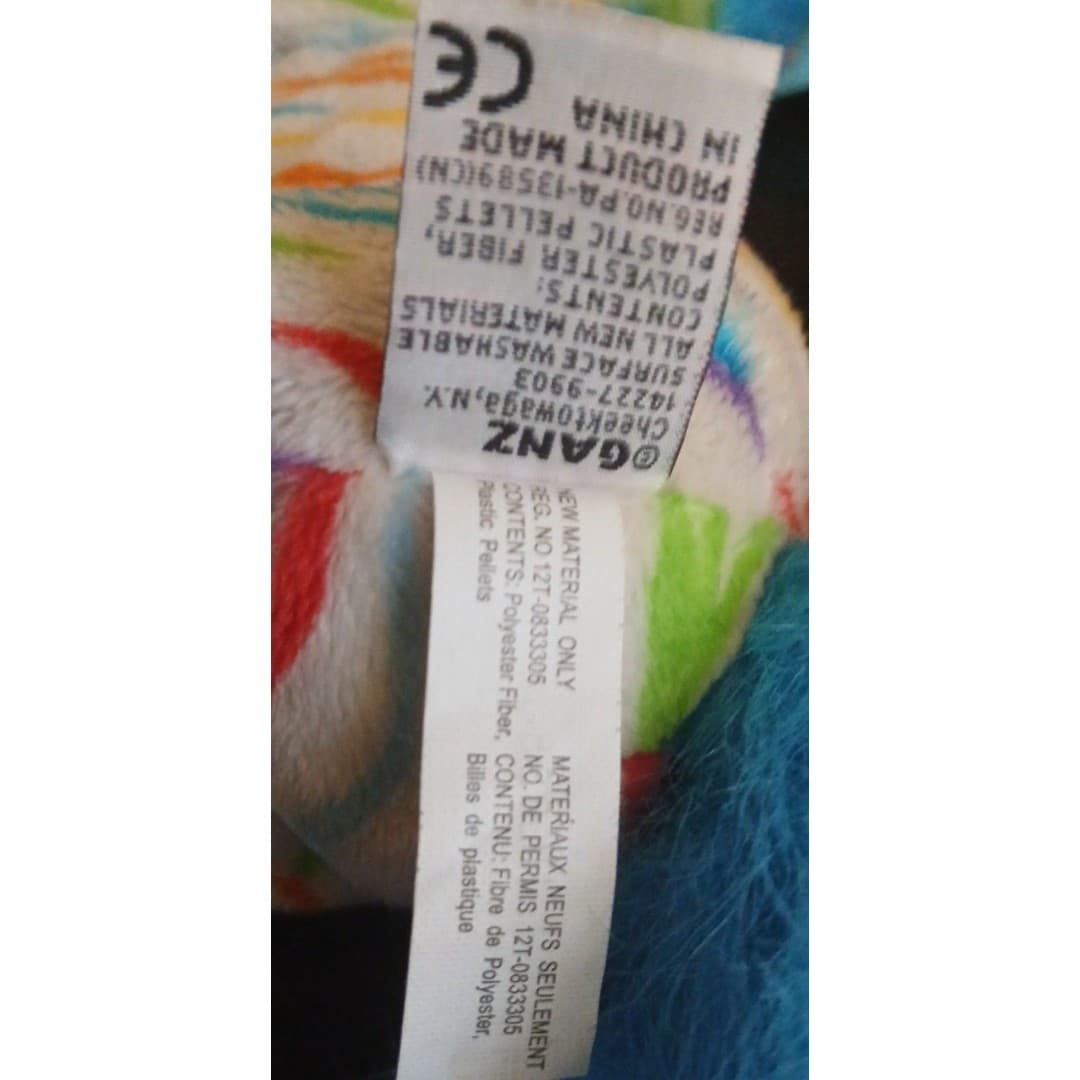 ©GANZ
Cheektowaga, N.Y.
14227-9903
SURFACE WASHABLE
ALL NEW MATERIALS
CONTENTS:
POLYESTER FIBER,
PLASTIC PELLETS
REG.NO.PA-13589(CN)
PRODUCT MADE
IN CHINA
CE
NEW MATERIAL ONLY
REG. NO 12T-0833305
CONTENTS: Polyester Fiber,
Plastic Pellets
MATERIAUX NEUFS SEULEMENT
NO. DE PERMIS 12T-0833305
CONTENU: Fibre de Polyester,
Billes de plastique